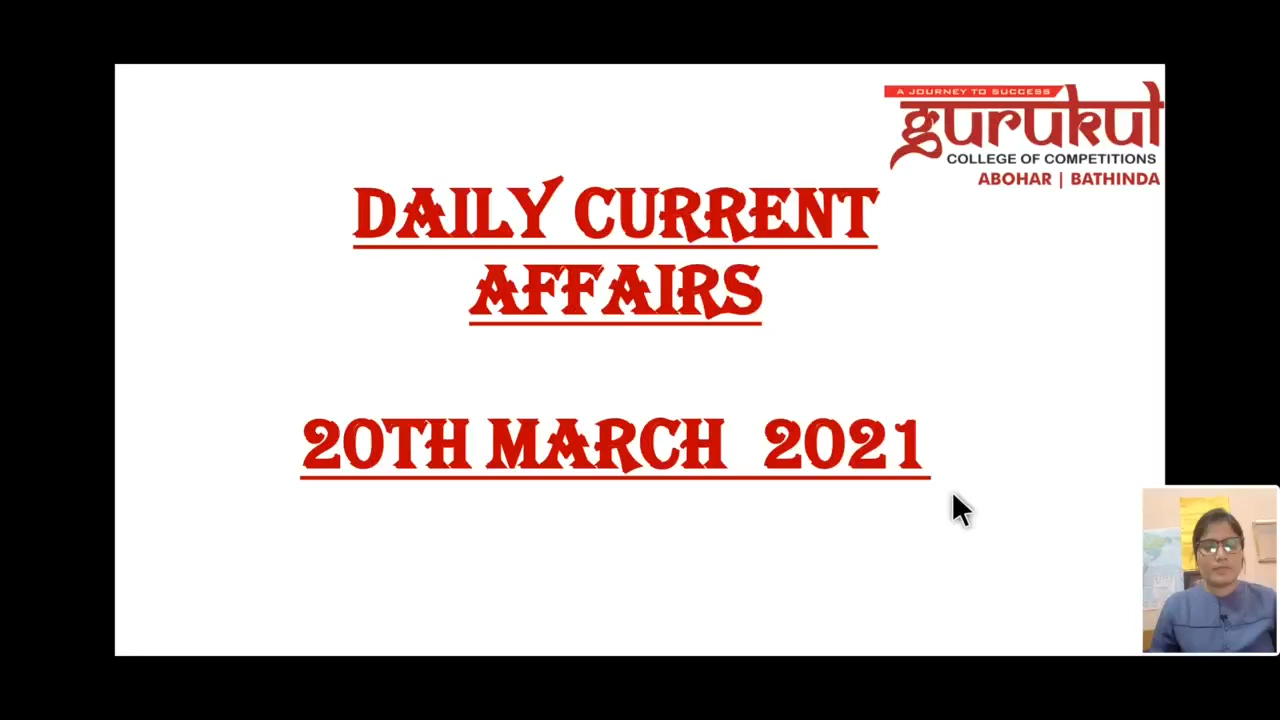 A JOURNEY TO SUCCESS
gurukul
COLLEGE OF COMPETITIONS
ABOHAR | BATHINDA
DAILY CURRENT
AFFAIRS
20TH MARCH 2021